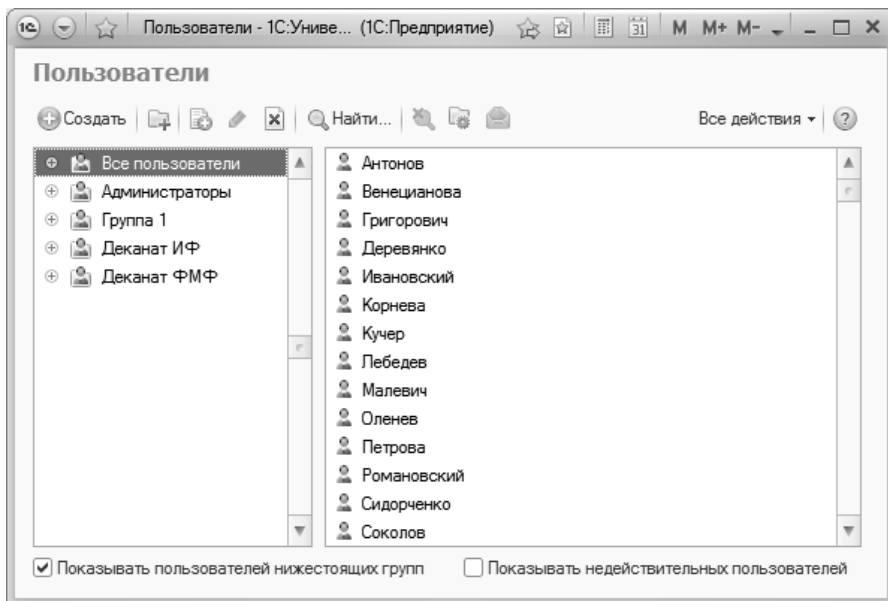 1С Пользователи - 1С:Униве... (1С:Предприятие) 31 M M+ M-
Пользователи
Создать Найти... Все действия ?
Все пользователи
Администраторы
Группа 1
Деканат ИФ
Деканат ФМФ
Антонов
Венецианова
Григорович
Деревянко
Ивановский
Корнева
Кучер
Лебедев
Малевич
Оленев
Петрова
Романовский
Сидорченко
Соколов
Показывать пользователей нижестоящих групп Показывать недействительных пользователей